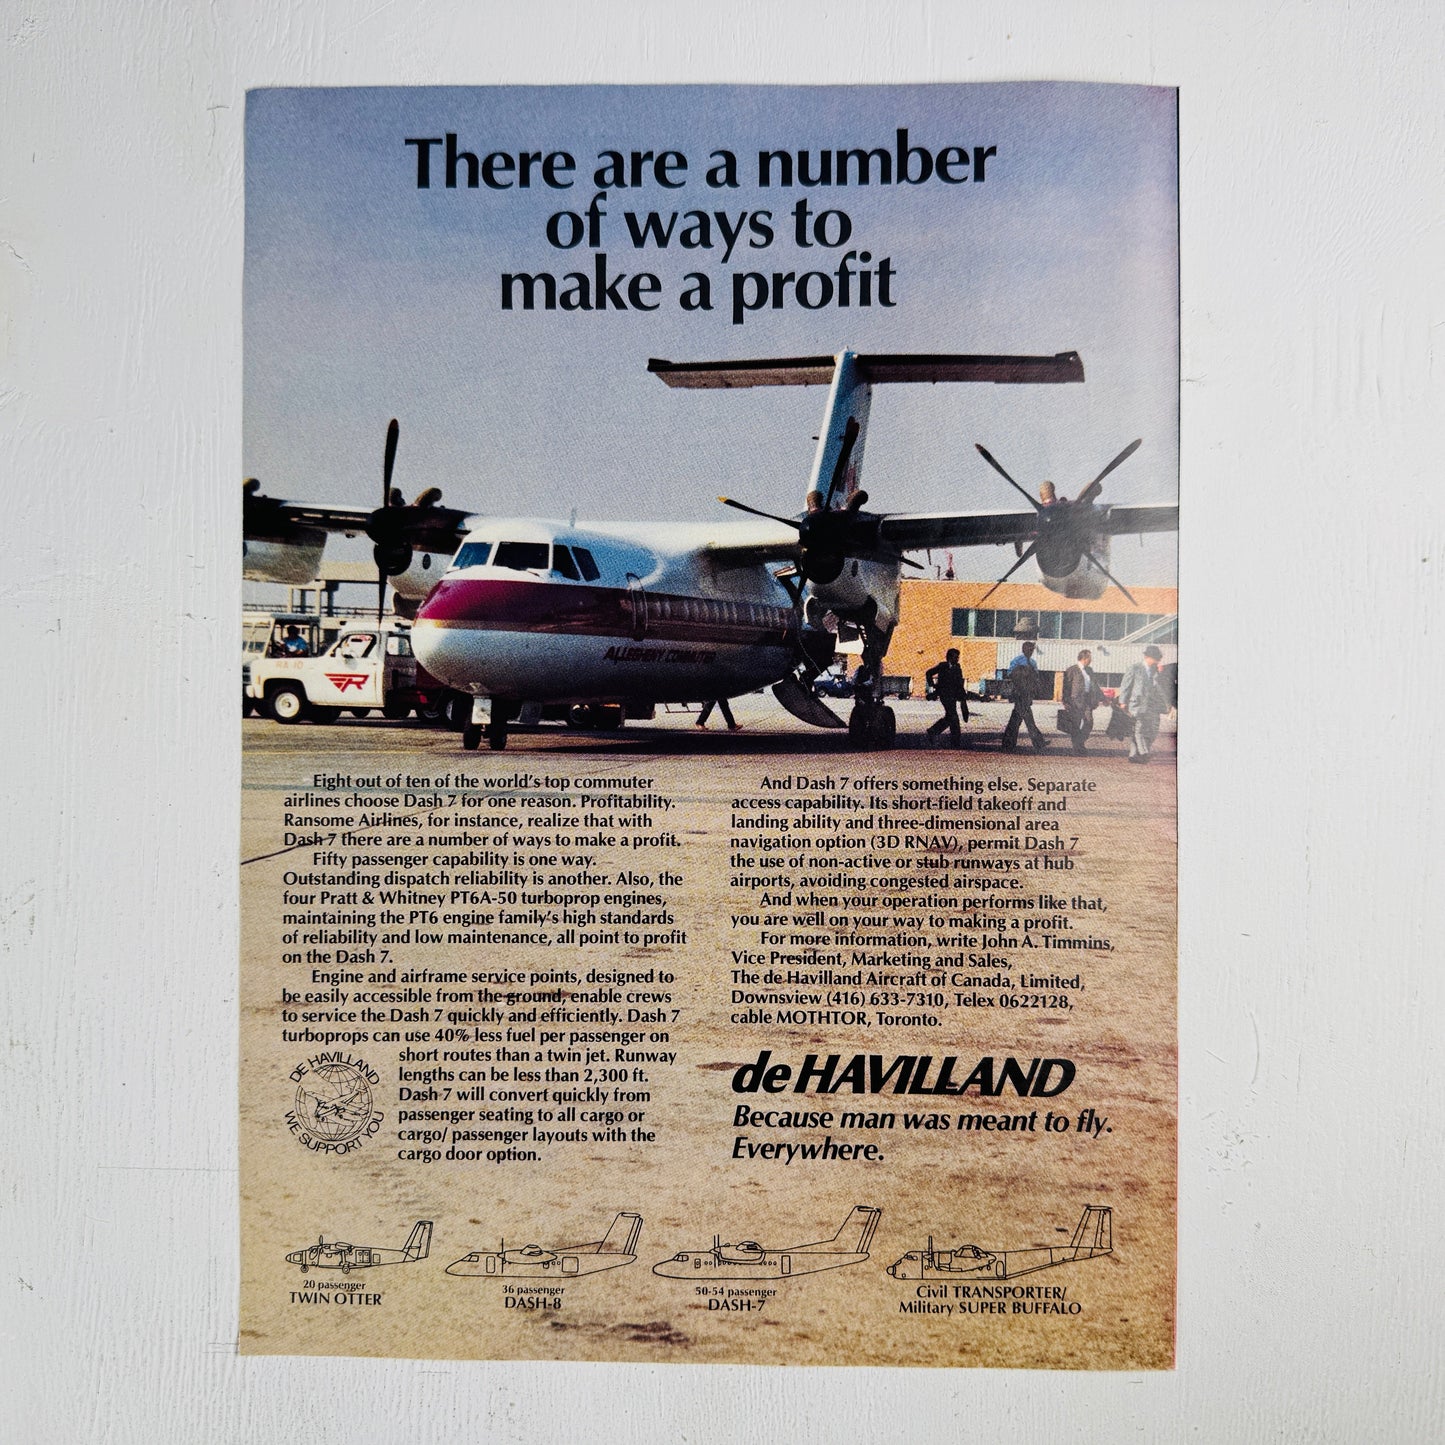 There are a number
of ways to
make a profit
RA 10
R
ALLEGHENY COMMUTER
Eight out of ten of the world's top commuter
airlines choose Dash 7 for one reason. Profitability.
Ransome Airlines, for instance, realize that with
Dash 7 there are a number of ways to make a profit.
Fifty passenger capability is one way.
Outstanding dispatch reliability is another. Also, the
four Pratt & Whitney PT6A-50 turboprop engines,
maintaining the PT6 engine family's high standards
of reliability and low maintenance, all point to profit
on the Dash 7.
Engine and airframe service points, designed to
be easily accessible from the ground, enable crews
to service the Dash 7 quickly and efficiently. Dash 7
turboprops can use 40% less fuel per passenger on
short routes than a twin jet. Runway
lengths can be less than 2,300 ft.
Dash 7 will convert quickly from
passenger seating to all cargo or
cargo/ passenger layouts with the
cargo door option.
DE HAVILLAND
WE SUPPORT YOU
And Dash 7 offers something else. Separate
access capability. Its short-field takeoff and
landing ability and three-dimensional area
navigation option (3D RNAV), permit Dash 7
the use of non-active or stub runways at hub
airports, avoiding congested airspace.
And when your operation performs like that,
you are well on your way to making a profit.
For more information, write John A. Timmins,
Vice President, Marketing and Sales,
The de Havilland Aircraft of Canada, Limited,
Downsview (416) 633-7310, Telex 0622128,
cable MOTHTOR, Toronto.
de HAVILLAND
Because man was meant to fly.
Everywhere.
20 passenger
TWIN OTTER
36 passenger
DASH-8
50-54 passenger
DASH-7
Civil TRANSPORTER/
Military SUPER BUFFALO